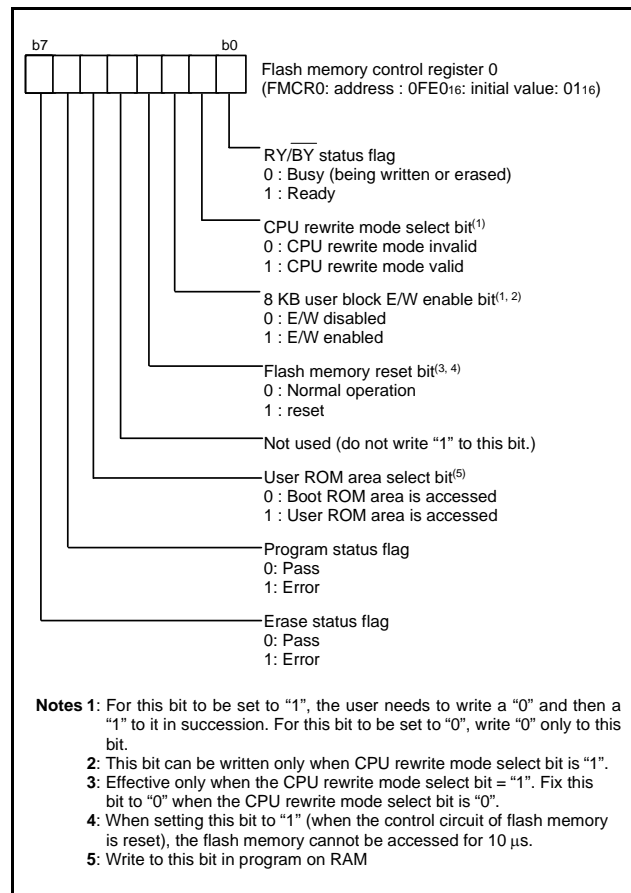 b7 b0
Flash memory control register 0
(FMCR0: address : 0FE016: initial value: 0116)
RY/BY status flag
0 : Busy (being written or erased)
1 : Ready
CPU rewrite mode select bit(1)
0 : CPU rewrite mode invalid
1 : CPU rewrite mode valid
8 KB user block E/W enable bit(1, 2)
0 : E/W disabled
1 : E/W enabled
Flash memory reset bit(3, 4)
0 : Normal operation
1 : reset
Not used (do not write “1” to this bit.)
User ROM area select bit(5)
0 : Boot ROM area is accessed
1 : User ROM area is accessed
Program status flag
0: Pass
1: Error
Erase status flag
0: Pass
1: Error
Notes 1: For this bit to be set to “1”, the user needs to write a “0” and then a
“1” to it in succession. For this bit to be set to “0”, write “0” only to this
bit.
2: This bit can be written only when CPU rewrite mode select bit is “1”.
3: Effective only when the CPU rewrite mode select bit = “1”. Fix this
bit to “0” when the CPU rewrite mode select bit is “0”.
4: When setting this bit to “1” (when the control circuit of flash memory
is reset), the flash memory cannot be accessed for 10 μs.
5: Write to this bit in program on RAM